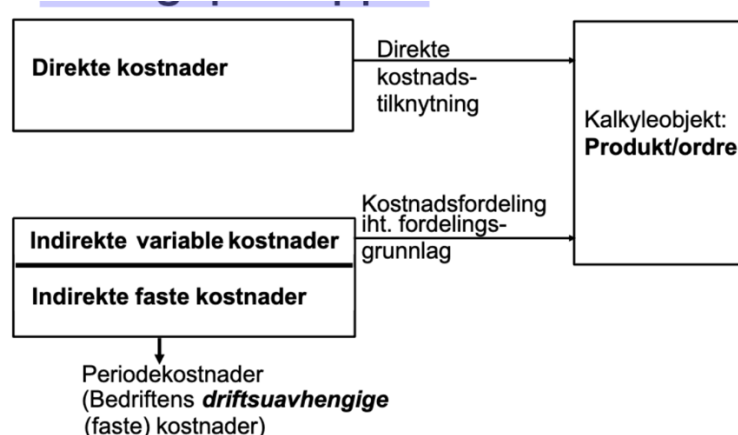 Direkte kostnader
Direkte
kostnads-
tilknytning
Kalkyleobjekt:
Produkt/ordre
Kostnadsfordeling
iht. fordelings-
grunnlag
Indirekte variable kostnader
Indirekte faste kostnader
Periodekostnader
(Bedriftens driftsuavhengige
(faste) kostnader)